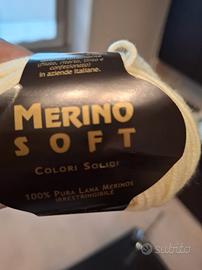 (filato, ritorto, tinto e
confezionato)
in aziende italiane.
MERINO
SOFT
COLORI SOLIDI
100% PURA LANA MERINOS
IRRESTRINGIBILE
subito